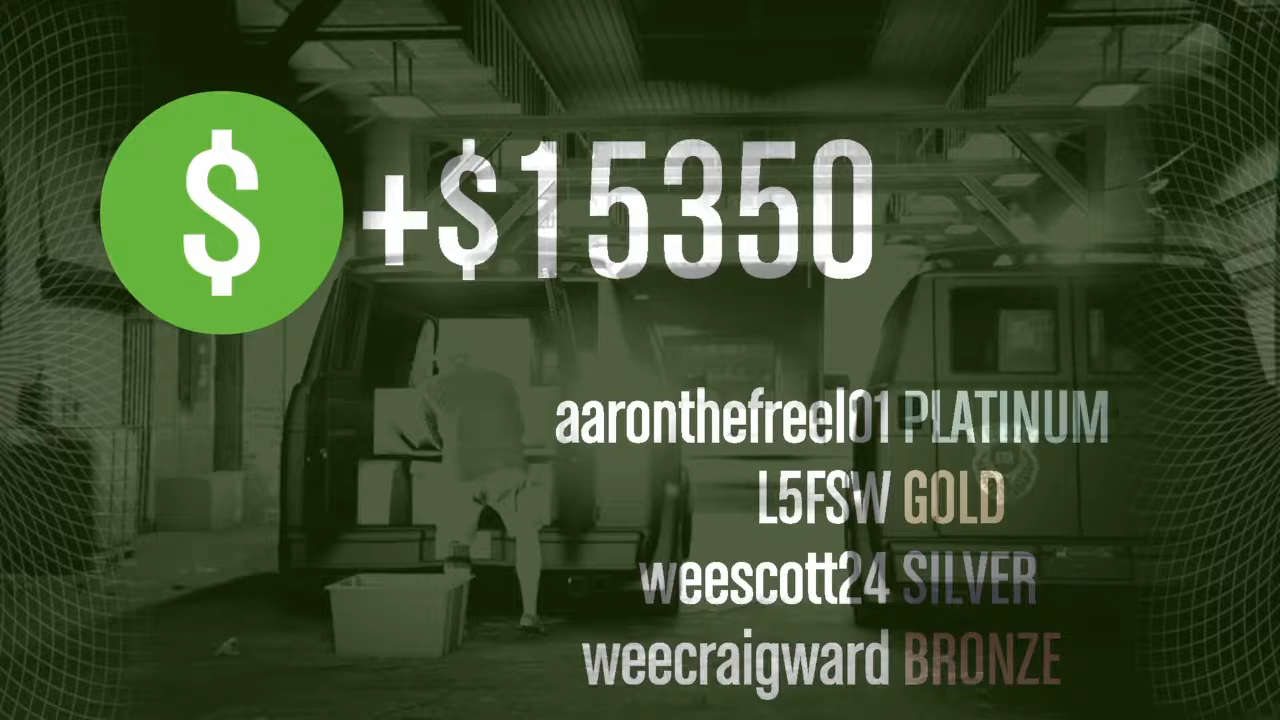 $
+$15350
aaronthefreel01 PLATINUM
L5FSW GOLD
weescott24 SILVER
weecraigward BRONZE